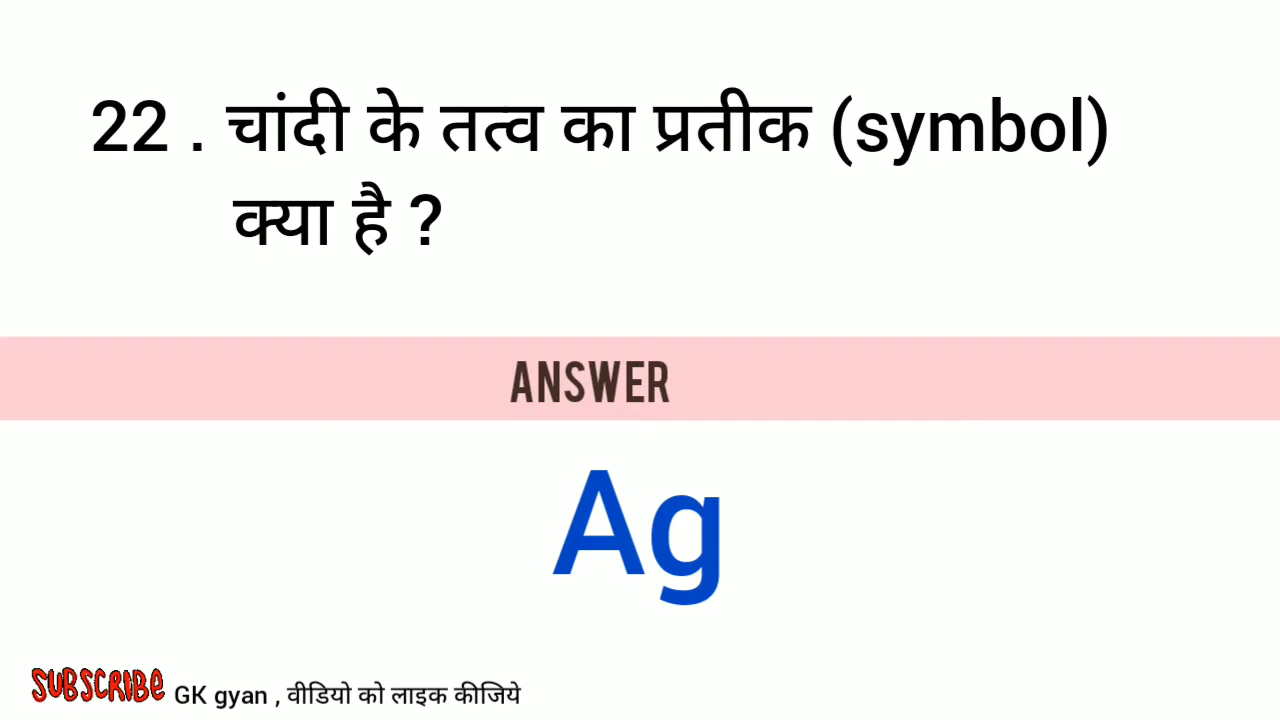 22 . चांदी के तत्व का प्रतीक (symbol)
क्या है ?
ANSWER
Ag
SUBSCRIBE GK gyan , वीडियो को लाइक कीजिये